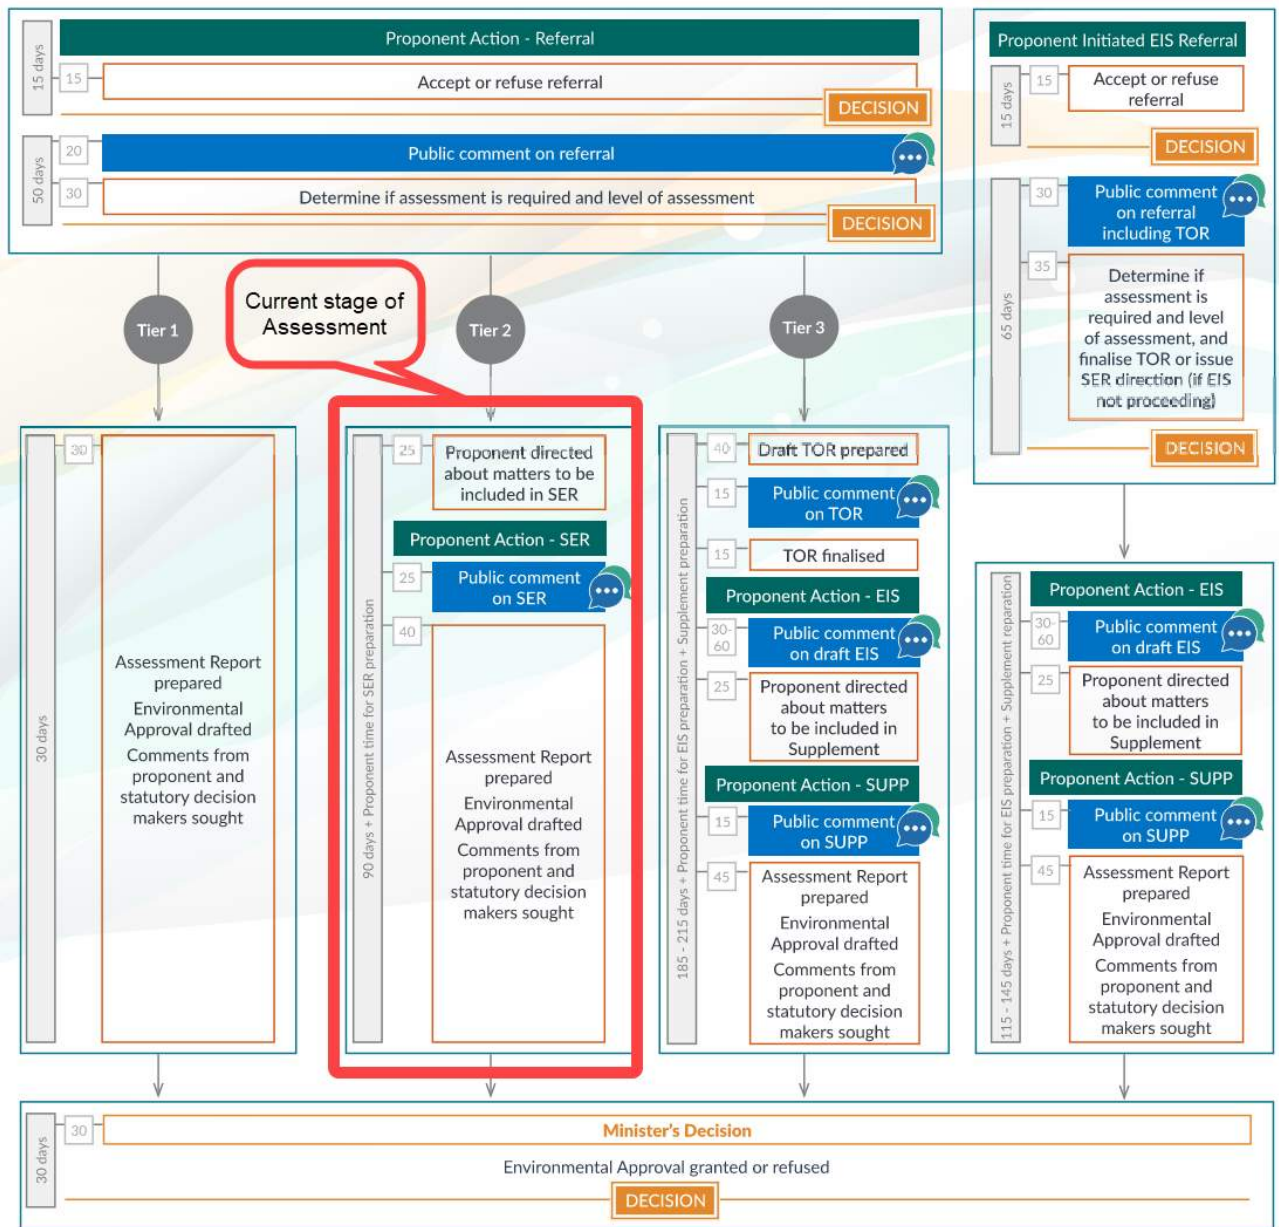 Proponent Action - Referral
15 days
15
Accept or refuse referral
DECISION
50 days
20
Public comment on referral
30
Determine if assessment is required and level of assessment
DECISION
Proponent Initiated EIS Referral
15 days
15
Accept or refuse
referral
DECISION
65 days
30
Public comment
on referral
including TOR
35
Determine if
assessment is
required and level
of assessment, and
finalise TOR or issue
SER direction (if EIS
not proceeding)
DECISION
Current stage of
Assessment
Tier 1
Tier 2
Tier 3
30 days
30
Assessment Report
prepared
Environmental
Approval drafted
Comments from
proponent and
statutory decision
makers sought
90 days + Proponent time for SER preparation
25
Proponent directed
about matters to be
included in SER
Proponent Action - SER
25
Public comment
on SER
40
Assessment Report
prepared
Environmental
Approval drafted
Comments from
proponent and
statutory decision
makers sought
185 - 215 days + Proponent time for EIS preparation + Supplement preparation
40
Draft TOR prepared
15
Public comment
on TOR
15
TOR finalised
Proponent Action - EIS
30-
60
Public comment
on draft EIS
25
Proponent directed
about matters
to be included in
Supplement
Proponent Action - SUPP
15
Public comment
on SUPP
45
Assessment Report
prepared
Environmental
Approval drafted
Comments from
proponent and
statutory decision
makers sought
115 - 145 days + Proponent time for EIS preparation + Supplement reparation
Proponent Action - EIS
30-
60
Public comment
on draft EIS
25
Proponent directed
about matters
to be included in
Supplement
Proponent Action - SUPP
15
Public comment
on SUPP
45
Assessment Report
prepared
Environmental
Approval drafted
Comments from
proponent and
statutory decision
makers sought
30 days
30
Minister's Decision
Environmental Approval granted or refused
DECISION